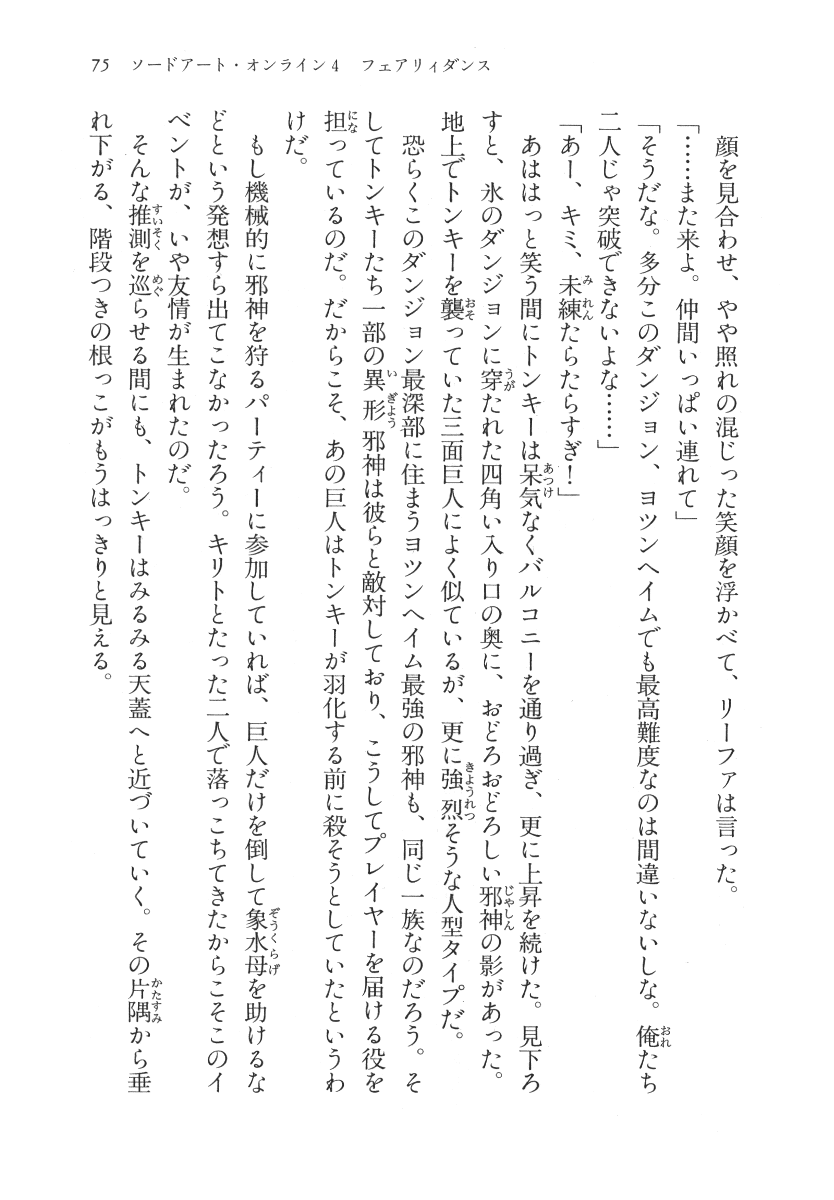 75　ソードアート・オンライン4　フェアリィダンス
　顔を見合わせ、やや照れの混じった笑顔を浮かべて、リーファは言った。
「……また来よ。仲間いっぱい連れて」
「そうだな。多分このダンジョン、ヨツンヘイムでも最高難度なのは間違いないしな。俺たち
二人じゃ突破できないよな……」
「あー、キミ、未練たらたらすぎ！」
　あははっと笑う間にトンキーは呆気なくバルコニーを通り過ぎ、更に上昇を続けた。見下ろ
すと、氷のダンジョンに穿たれた四角い入り口の奥に、おどろおどろしい邪神の影があった。
地上でトンキーを襲っていた三面巨人によく似ているが、更に強烈そうな人型タイプだ。
　恐らくこのダンジョン最深部に住まうヨツンヘイム最強の邪神も、同じ一族なのだろう。そ
してトンキーたち一部の異形邪神は彼らと敵対しており、こうしてプレイヤーを届ける役を
担っているのだ。だからこそ、あの巨人はトンキーが羽化する前に殺そうとしていたというわ
けだ。
　もし機械的に邪神を狩るパーティーに参加していれば、巨人だけを倒して象水母を助けるな
どという発想すら出てこなかったろう。キリトとたった二人で落っこちてきたからこそこのイ
ベントが、いや友情が生まれたのだ。
　そんな推測を巡らせる間にも、トンキーはみるみる天蓋へと近づいていく。その片隅から垂
れ下がる、階段つきの根っこがもうはっきりと見える。